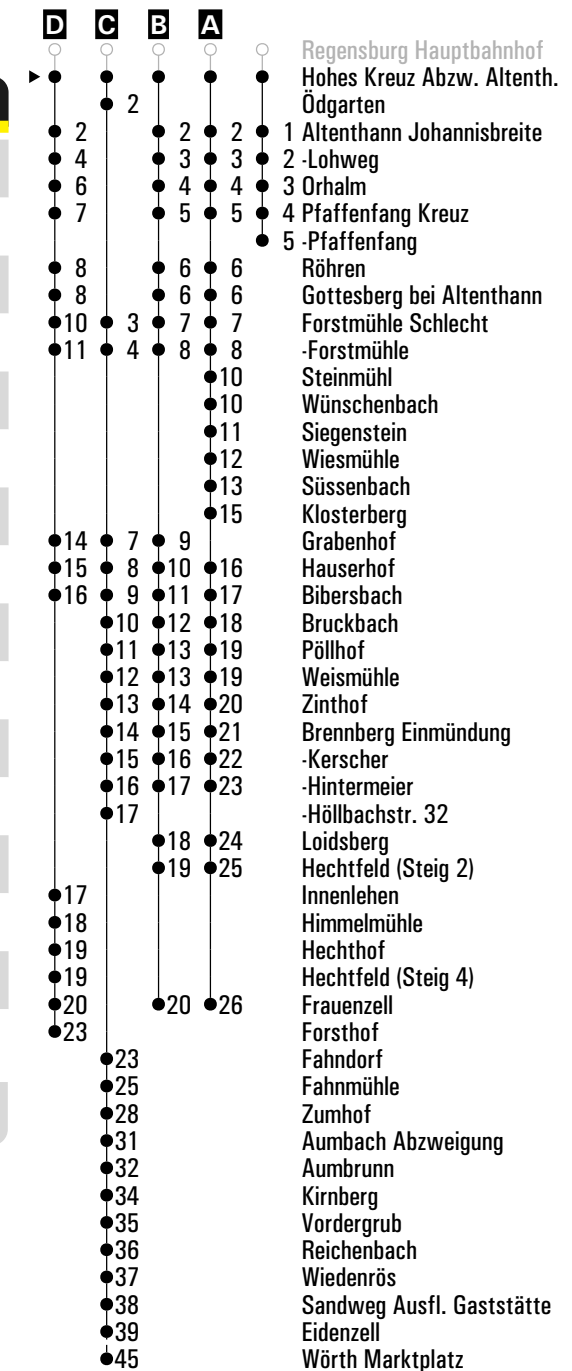 D C B A
Regensburg Hauptbahnhof
Hohes Kreuz Abzw. Altenth.
2 Ödgarten
2 2 2 1 Altenthann Johannisbreite
4 3 3 2 -Lohweg
6 4 4 3 Orhalm
7 5 5 4 Pfaffenfang Kreuz
5 -Pfaffenfang
8 6 6 Röhren
8 6 6 Gottesberg bei Altenthann
10 3 7 7 Forstmühle Schlecht
11 4 8 8 -Forstmühle
10 Steinmühl
10 Wünschenbach
11 Siegenstein
12 Wiesmühle
13 Süssenbach
15 Klosterberg
14 7 9 Grabenhof
15 8 10 16 Hauserhof
16 9 11 17 Bibersbach
10 12 18 Bruckbach
11 13 19 Pöllhof
12 13 19 Weismühle
13 14 20 Zinthof
14 15 21 Brennberg Einmündung
15 16 22 -Kerscher
16 17 23 -Hintermeier
17 -Höllbachstr. 32
18 24 Loidsberg
19 25 Hechtfeld (Steig 2)
17 Innenlehen
18 Himmelmühle
19 Hechthof
19 Hechtfeld (Steig 4)
20 20 26 Frauenzell
23 Forsthof
23 Fahndorf
25 Fahnmühle
28 Zumhof
31 Aumbach Abzweigung
32 Aumbrunn
34 Kirnberg
35 Vordergrub
36 Reichenbach
37 Wiedenrös
38 Sandweg Ausfl. Gaststätte
39 Eidenzell
45 Wörth Marktplatz